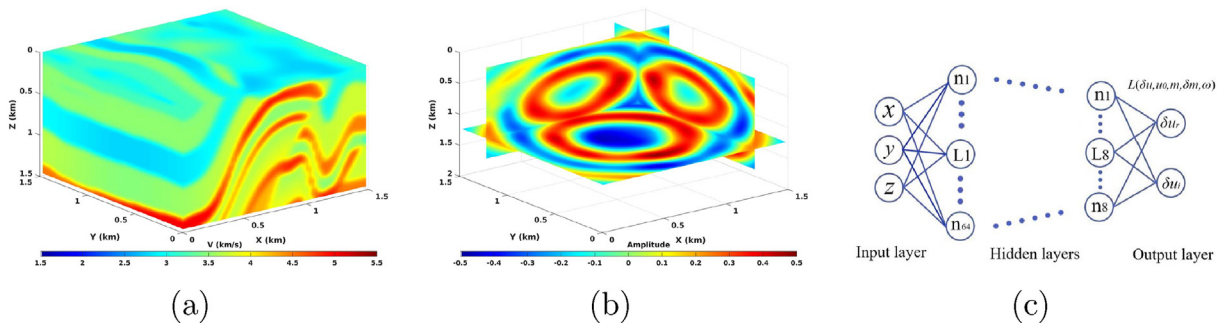 0
0.5
1
1.5
Z (km)
1.5
1
0.5
0
Y (km)
V (km/s)
X (km)
0.5
1
1.5
1.5 2 2.5 3 3.5 4 4.5 5 5.5
(a)
0
0.5
1
1.5
2
Z (km)
1.5
1
0.5
0
Y (km)
Amplitude
X (km)
0
0.5
1
1.5
-0.5 -0.4 -0.3 -0.2 -0.1 0 0.1 0.2 0.3 0.4 0.5
(b)
x
y
z
n1
L1
n64
n1
L8
n8
L(δu,u0,m,δm,ω)
δur
δui
Input layer
Hidden layers
Output layer
(c)